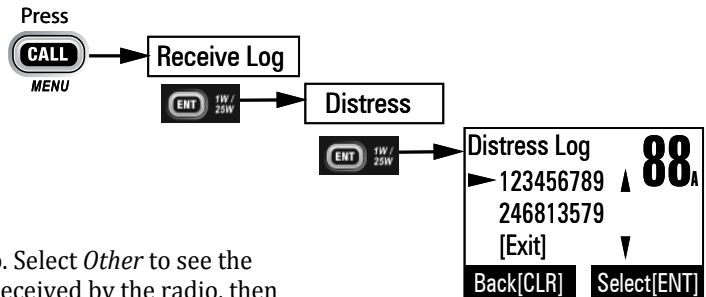 Press
CALL
MENU
Receive Log
ENT 1W / 25W
Distress
ENT 1W / 25W
Distress Log 88A
123456789
246813579
[Exit]
Back[CLR] Select[ENT]
. Select Other to see the
eceived by the radio, then